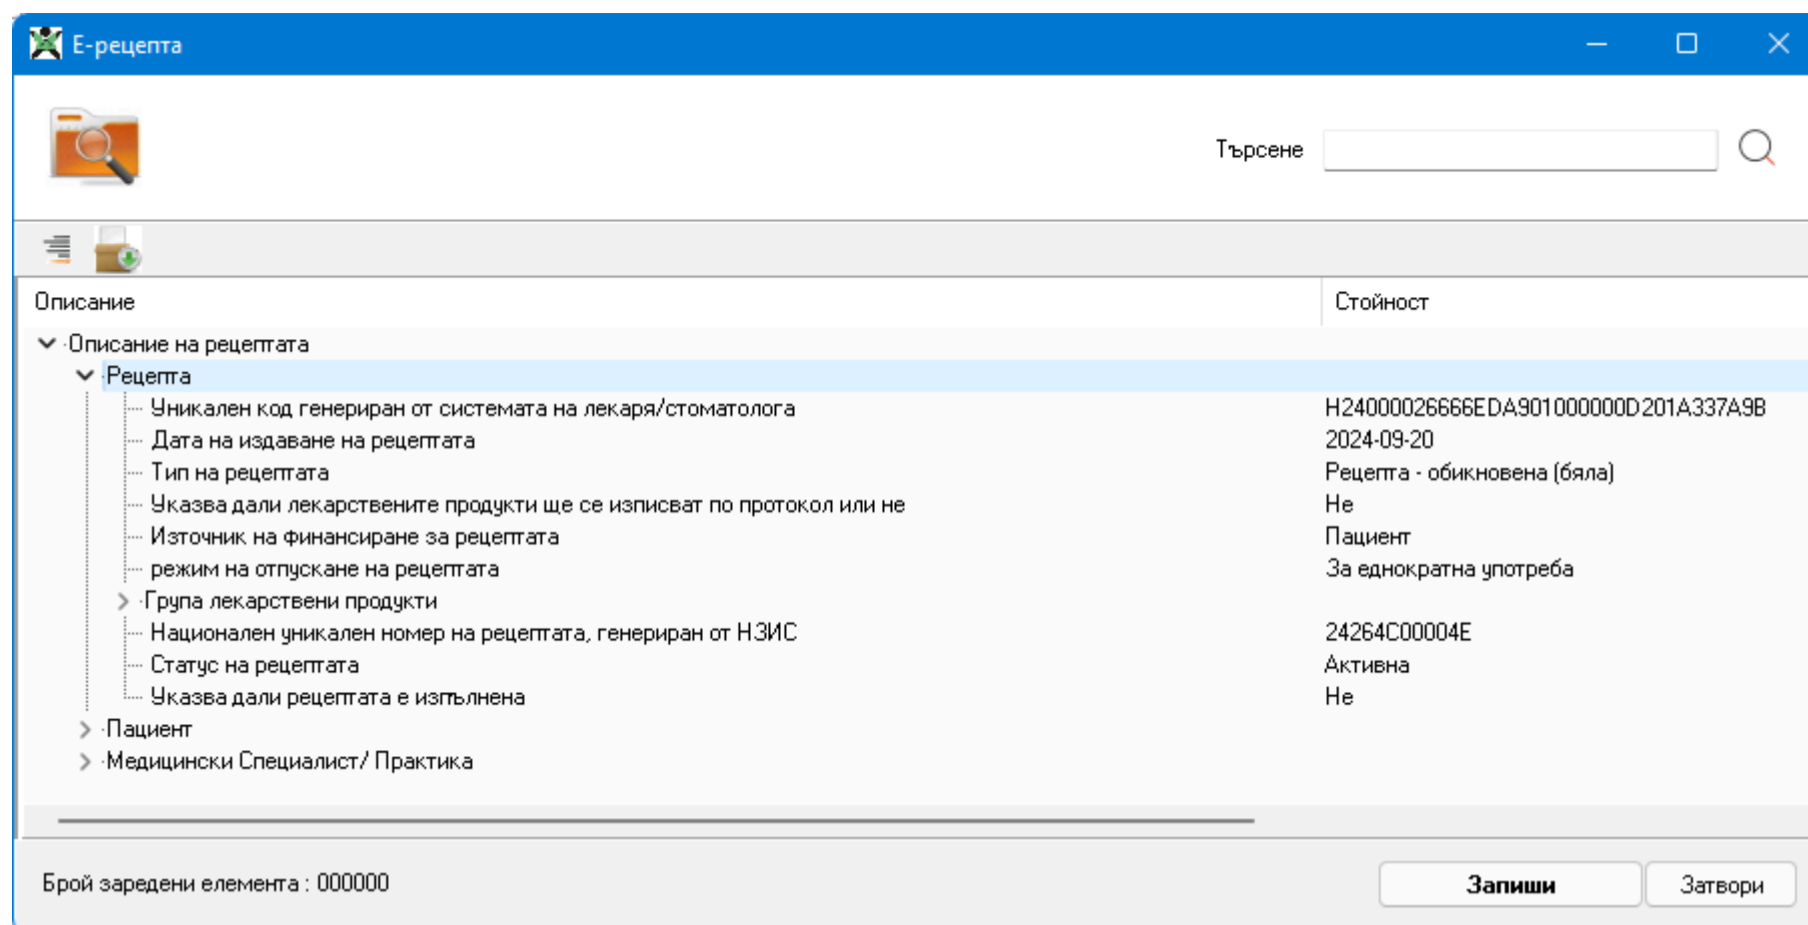 Е-рецепта
Търсене
Описание Стойност
Описание на рецептата
Рецепта
Уникален код генериран от системата на лекаря/стоматолога H24000026666EDA901000000D201A337A9B
Дата на издаване на рецептата 2024-09-20
Тип на рецептата Рецепта - обикновена (бяла)
Указва дали лекарствените продукти ще се изписват по протокол или не Не
Източник на финансиране за рецептата Пациент
режим на отпускане на рецептата За еднократна употреба
Група лекарствени продукти
Национален уникален номер на рецептата, генериран от НЗИС 24264C00004E
Статус на рецептата Активна
Указва дали рецептата е изпълнена Не
Пациент
Медицински Специалист/ Практика
Брой заредени елемента : 000000 Запиши Затвори